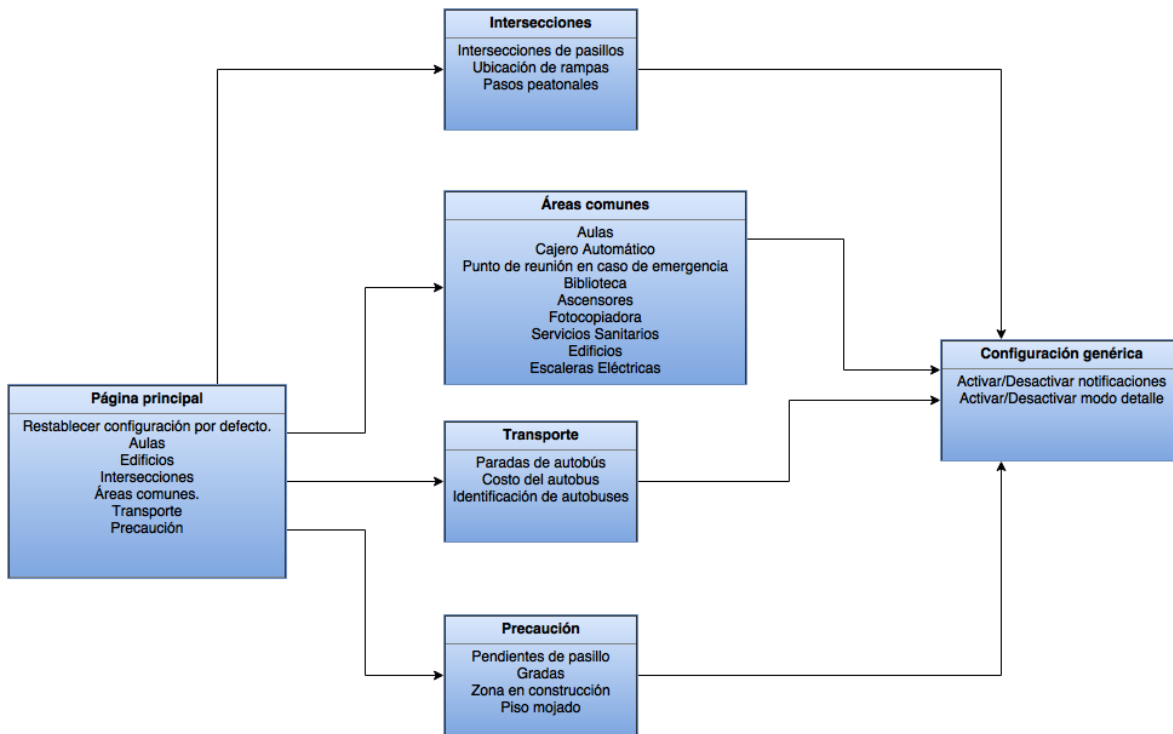 Intersecciones
Intersecciones de pasillos
Ubicación de rampas
Pasos peatonales
Áreas comunes
Aulas
Cajero Automático
Punto de reunión en caso de emergencia
Biblioteca
Ascensores
Fotocopiadora
Servicios Sanitarios
Edificios
Escaleras Eléctricas
Configuración genérica
Activar/Desactivar notificaciones
Activar/Desactivar modo detalle
Página principal
Restablecer configuración por defecto.
Aulas
Edificios
Intersecciones
Áreas comunes.
Transporte
Precaución
Transporte
Paradas de autobús
Costo del autobus
Identificación de autobuses
Precaución
Pendientes de pasillo
Gradas
Zona en construcción
Piso mojado